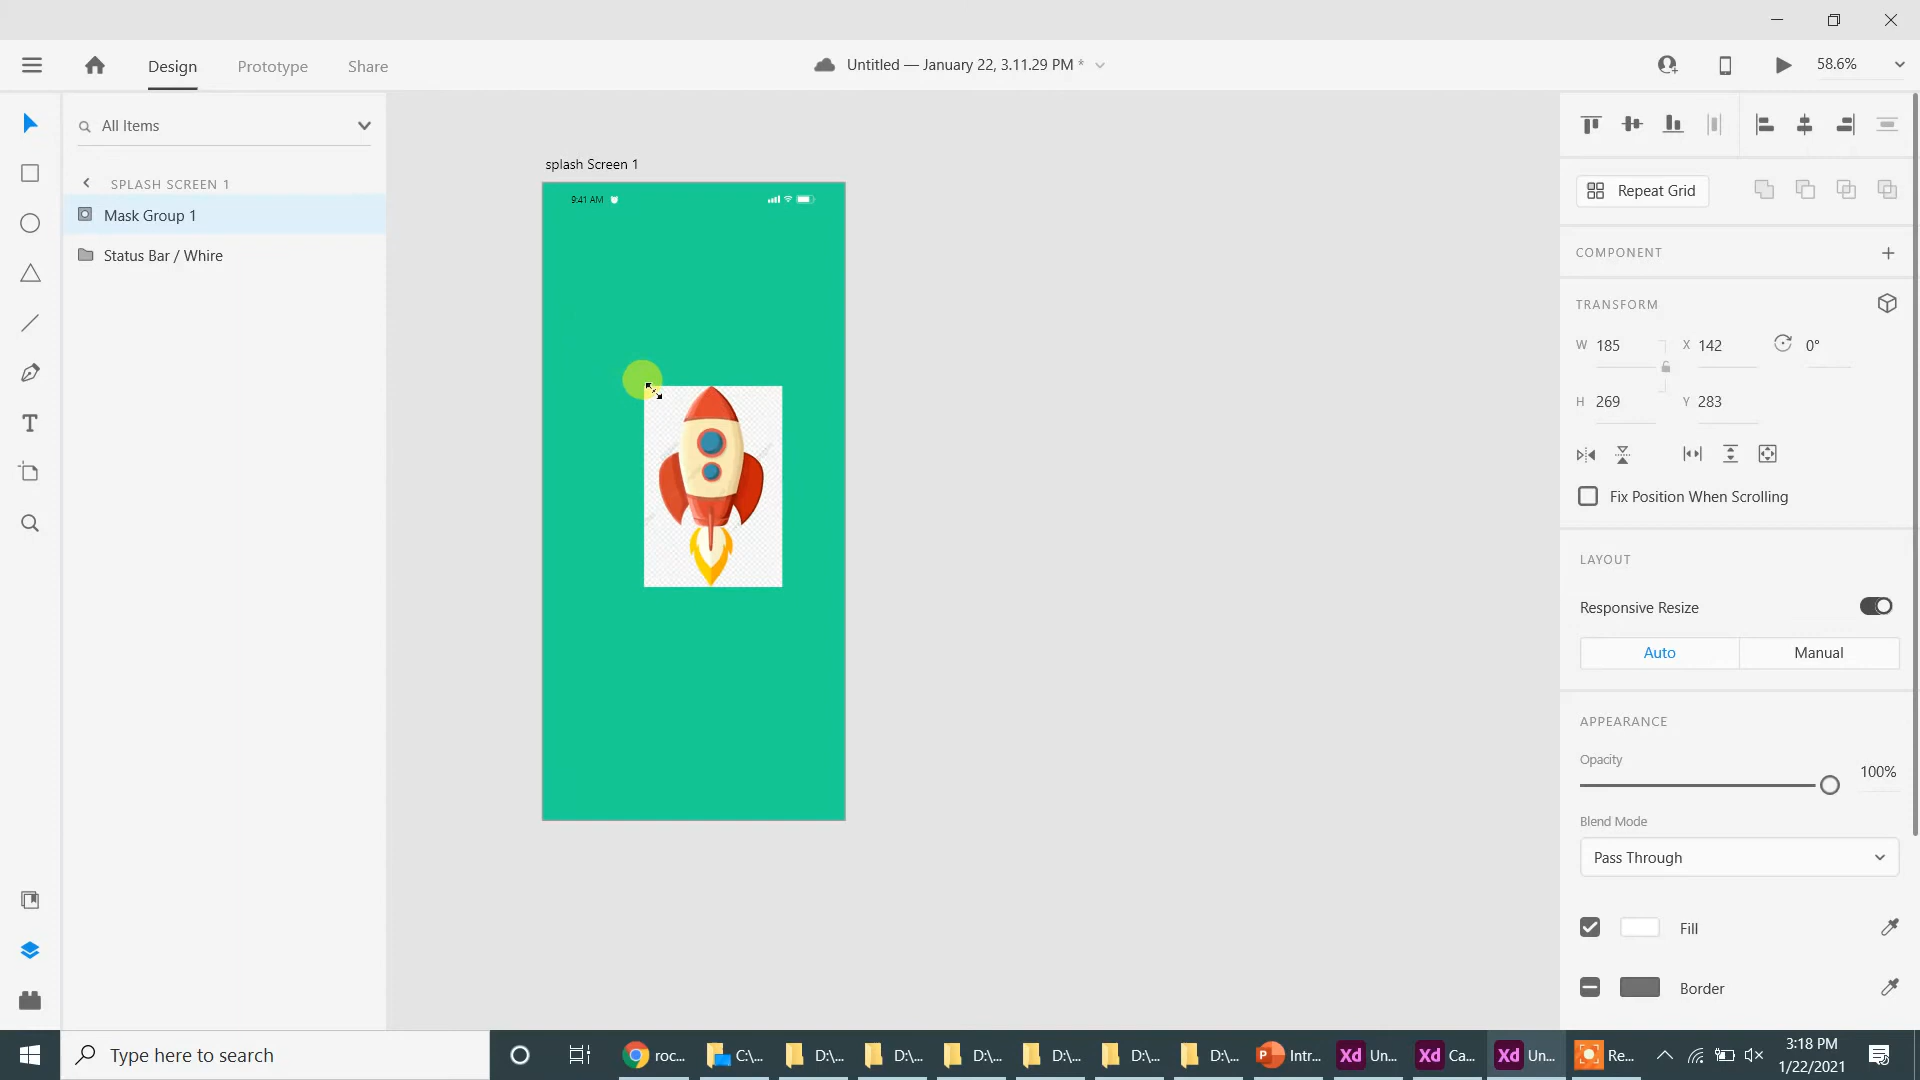 Design
Prototype
Share
Untitled — January 22, 3.11.29 PM *
58.6%
All Items
SPLASH SCREEN 1
Mask Group 1
Status Bar / Whire
splash Screen 1
9:41 AM
Repeat Grid
COMPONENT
TRANSFORM
W 185
X 142
0°
H 269
Y 283
Fix Position When Scrolling
LAYOUT
Responsive Resize
Auto
Manual
APPEARANCE
Opacity
100%
Blend Mode
Pass Through
Fill
Border
Type here to search
roc...
C:\...
D:\...
D:\...
D:\...
D:\...
D:\...
D:\...
Intr...
Xd Un...
Xd Ca...
Xd Un...
Re...
3:18 PM
1/22/2021